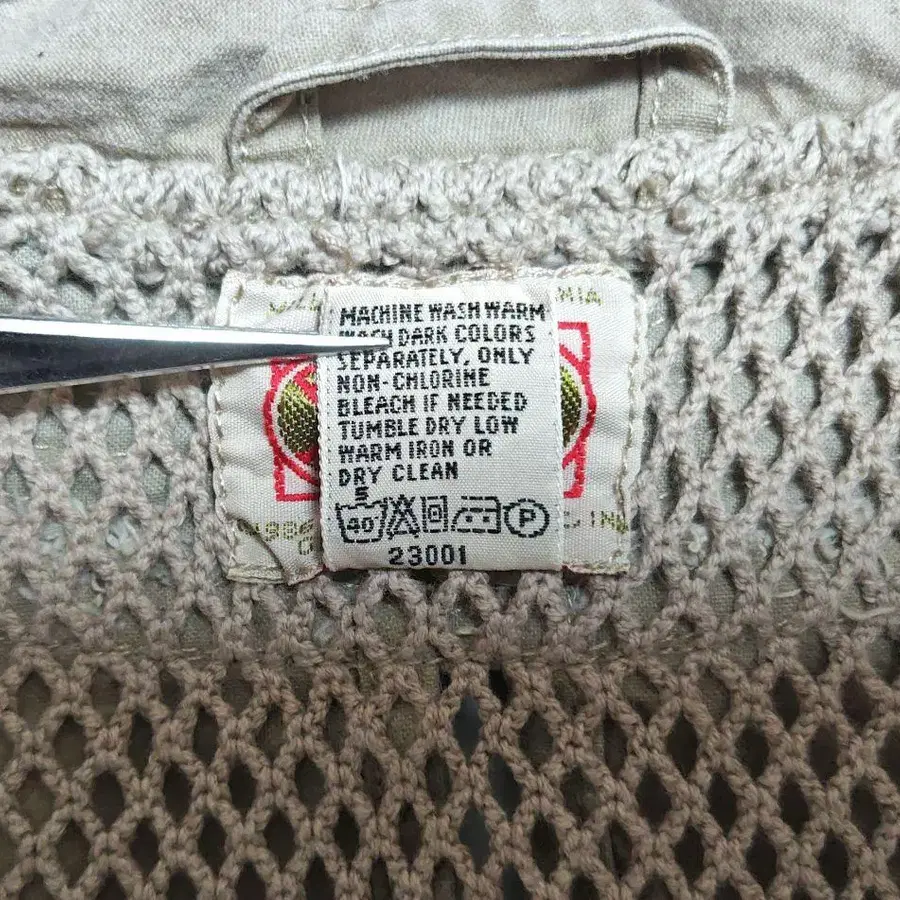 MACHINE WASH WARM
WASH DARK COLORS
SEPARATELY, ONLY
NON-CHLORINE
BLEACH IF NEEDED
TUMBLE DRY LOW
WARM IRON OR
DRY CLEAN
S
40 P
23001